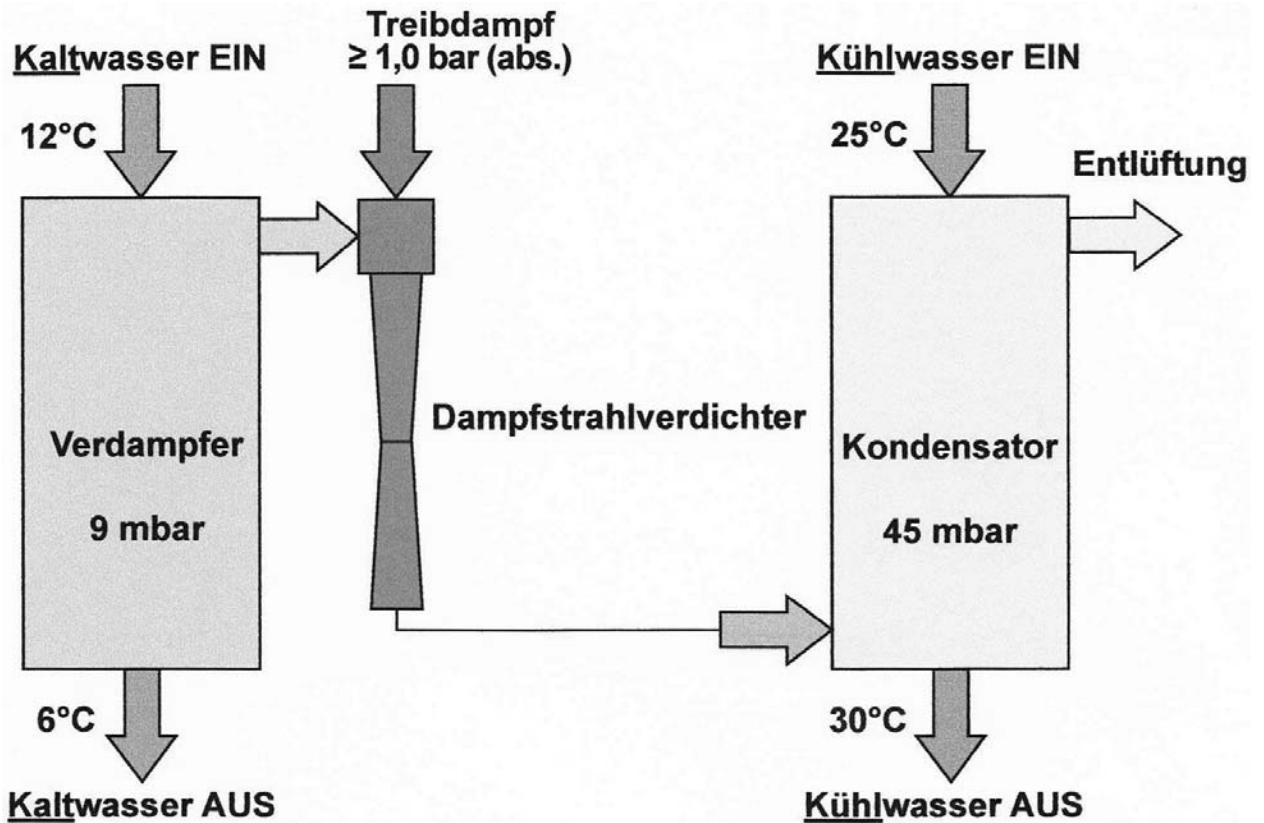 Treibdampf
Kaltwasser EIN
≥ 1,0 bar (abs.)
Kühlwasser EIN
12°C
25°C
Entlüftung
Dampfstrahlverdichter
Verdampfer
9 mbar
Kondensator
45 mbar
6°C
30°C
Kaltwasser AUS
Kühlwasser AUS